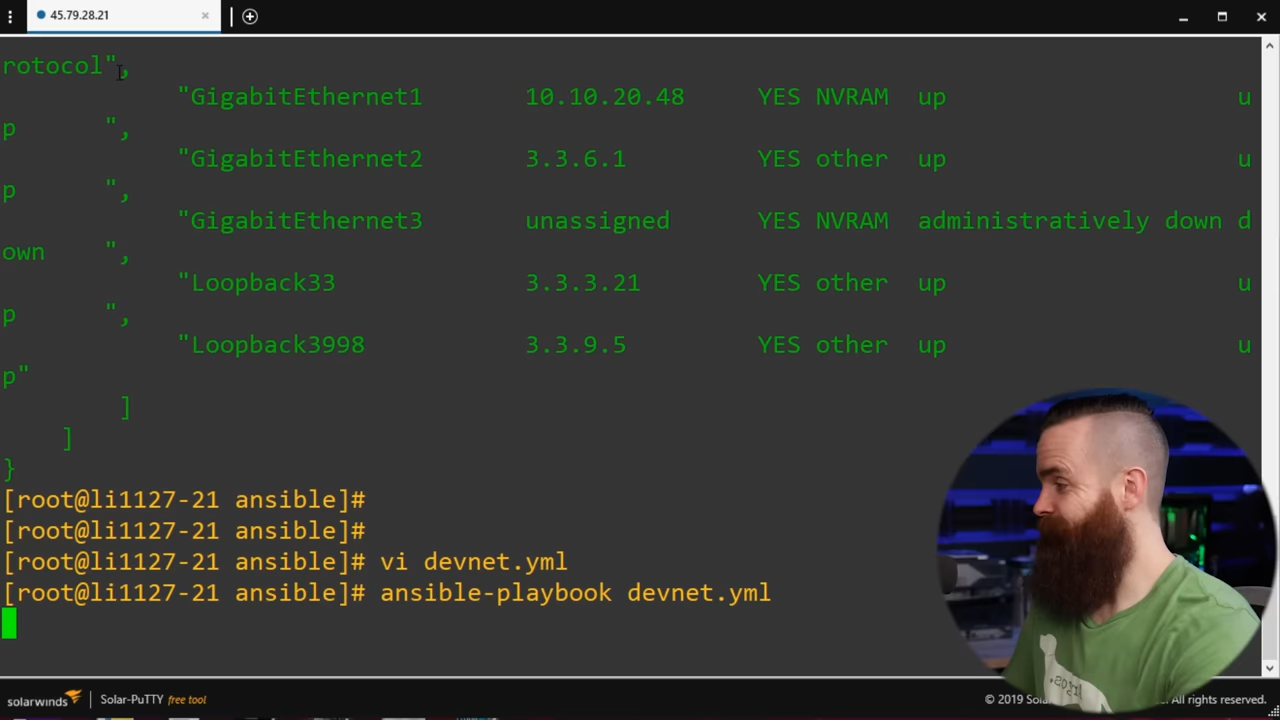 45.79.28.21
rotocol",
"GigabitEthernet1 10.10.20.48 YES NVRAM up u
p ",
"GigabitEthernet2 3.3.6.1 YES other up u
p ",
"GigabitEthernet3 unassigned YES NVRAM administratively down d
own ",
"Loopback33 3.3.3.21 YES other up u
p ",
"Loopback3998 3.3.9.5 YES other up u
p"
]
]
}
[root@li1127-21 ansible]#
[root@li1127-21 ansible]#
[root@li1127-21 ansible]# vi devnet.yml
[root@li1127-21 ansible]# ansible-playbook devnet.yml
solarwinds Solar-PuTTY free tool © 2019 All rights reserved.